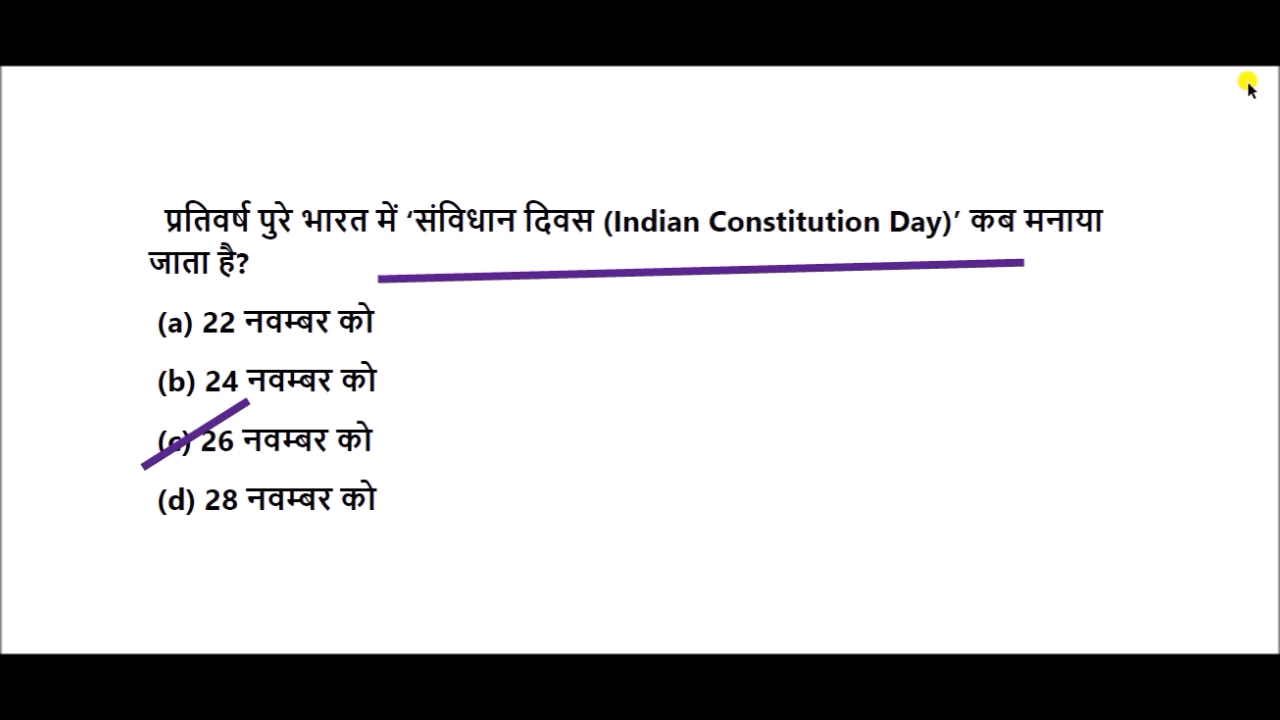 प्रतिवर्ष पुरे भारत में ‘संविधान दिवस (Indian Constitution Day)’ कब मनाया
जाता है?
(a) 22 नवम्बर को
(b) 24 नवम्बर को
(c) 26 नवम्बर को
(d) 28 नवम्बर को